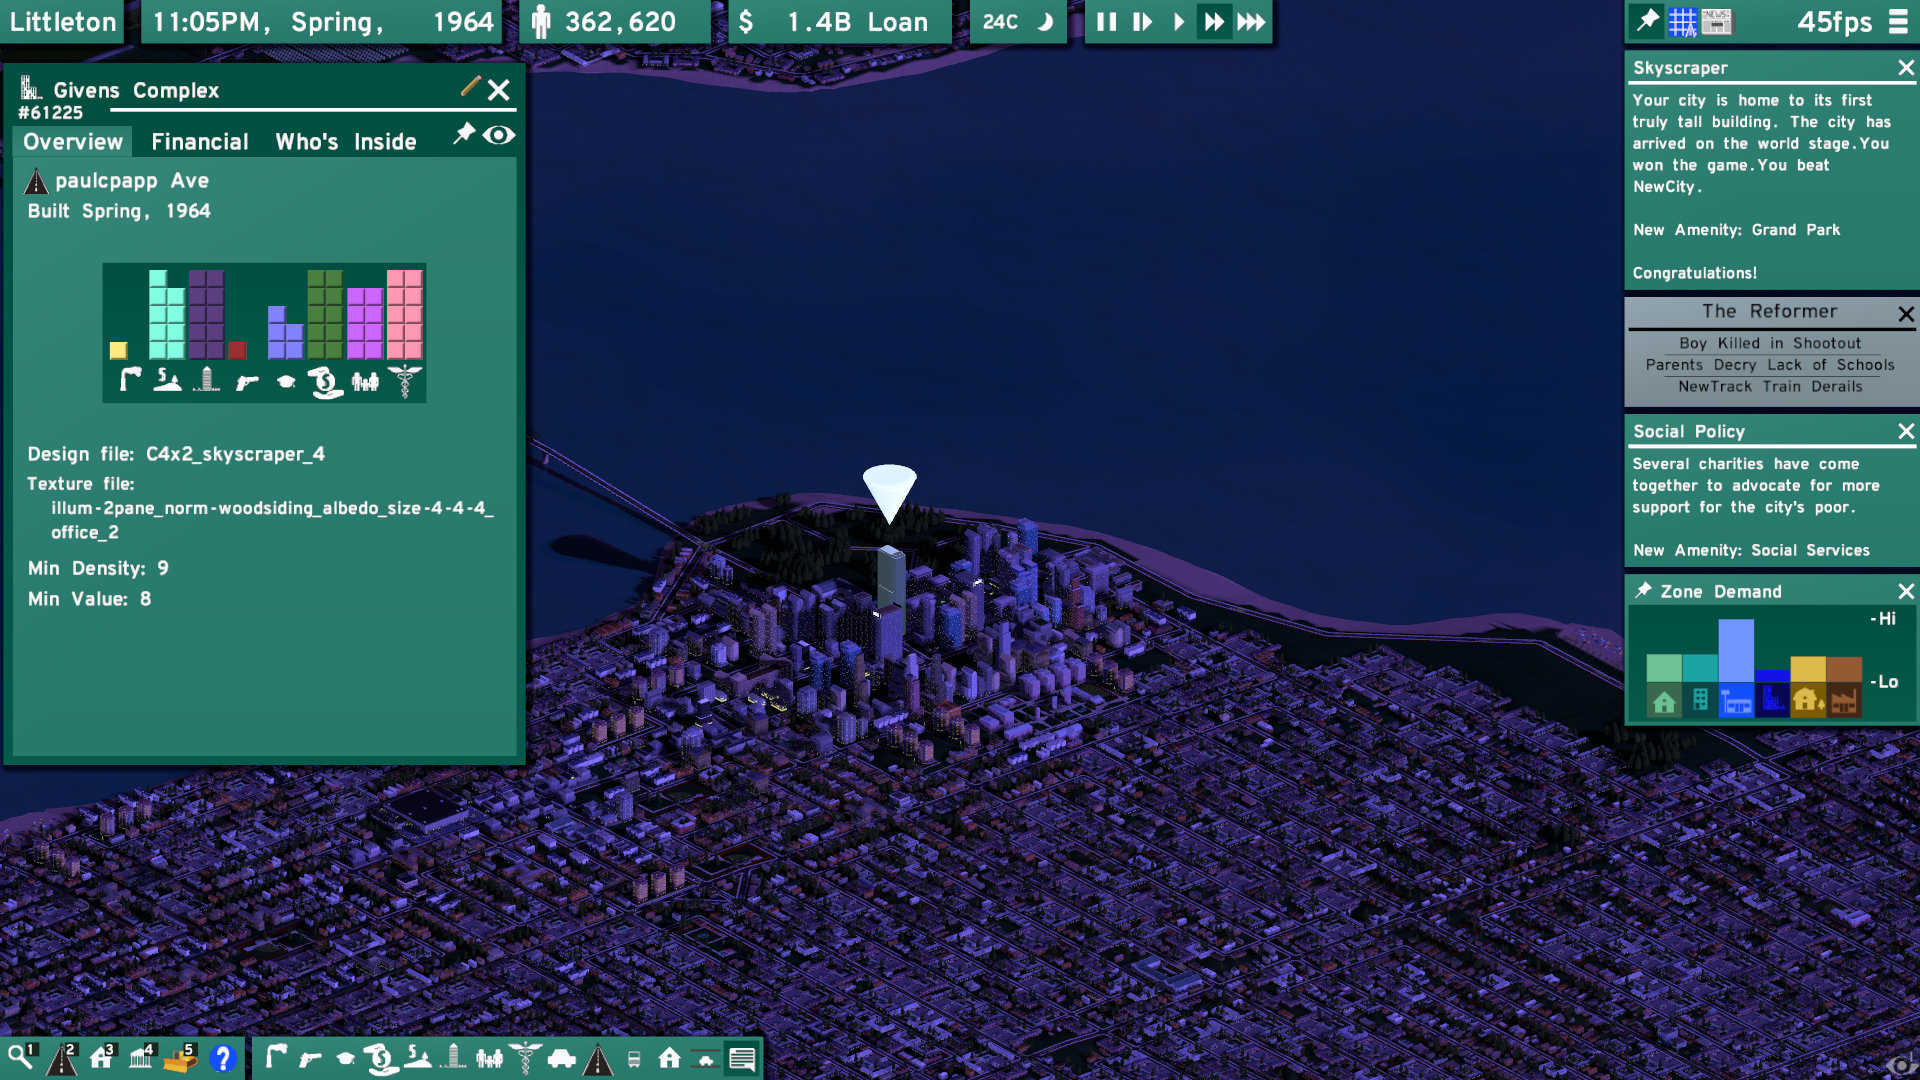 Littleton
11:05PM, Spring, 1964
362,620
$ 1.4B Loan
24C
45fps
Givens Complex
#61225
Overview
Financial
Who's Inside
paulcpapp Ave
Built Spring, 1964
Design file: C4x2_skyscraper_4
Texture file:
illum-2pane_norm-woodsiding_albedo_size-4-4-4_
office_2
Min Density: 9
Min Value: 8
Skyscraper
Your city is home to its first
truly tall building. The city has
arrived on the world stage.You
won the game.You beat
NewCity.
New Amenity: Grand Park
Congratulations!
The Reformer
Boy Killed in Shootout
Parents Decry Lack of Schools
NewTrack Train Derails
Social Policy
Several charities have come
together to advocate for more
support for the city's poor.
New Amenity: Social Services
Zone Demand
-Hi
-Lo
1
2
3
4
5
?